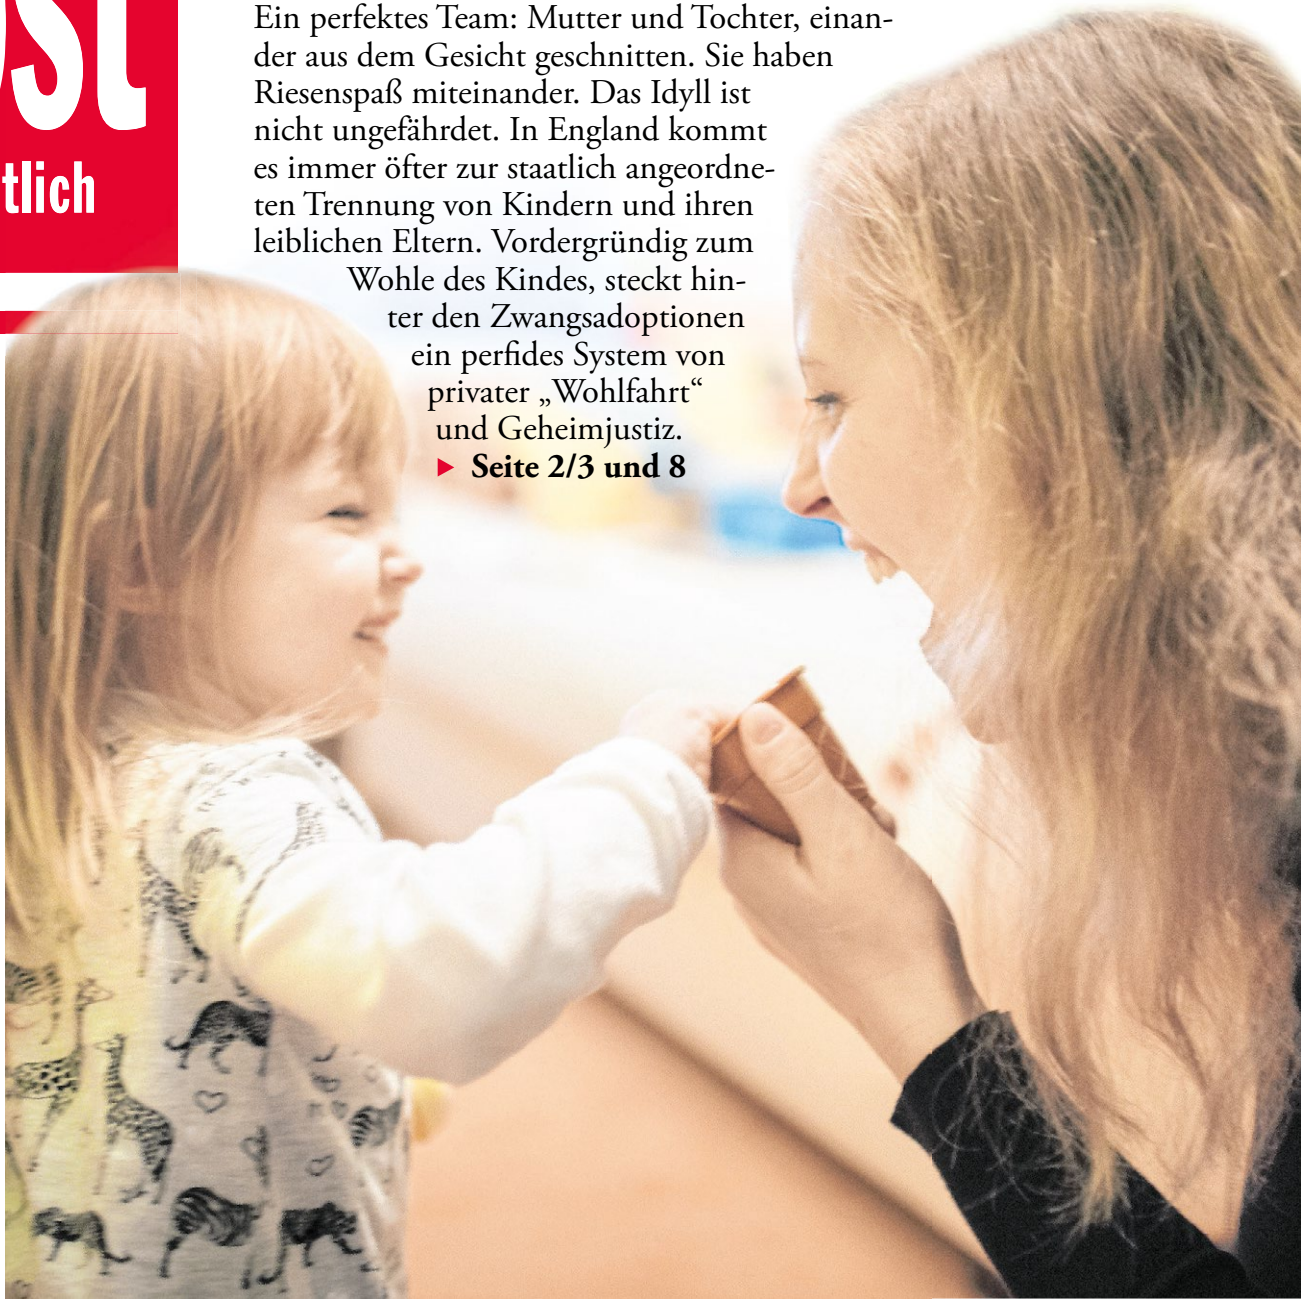 tlich
Ein perfektes Team: Mutter und Tochter, einan-
der aus dem Gesicht geschnitten. Sie haben
Riesenspaß miteinander. Das Idyll ist
nicht ungefährdet. In England kommt
es immer öfter zur staatlich angeordne-
ten Trennung von Kindern und ihren
leiblichen Eltern. Vordergründig zum
Wohle des Kindes, steckt hin-
ter den Zwangsadoptionen
ein perfides System von
privater „Wohlfahrt“
und Geheimjustiz.
▶ Seite 2/3 und 8